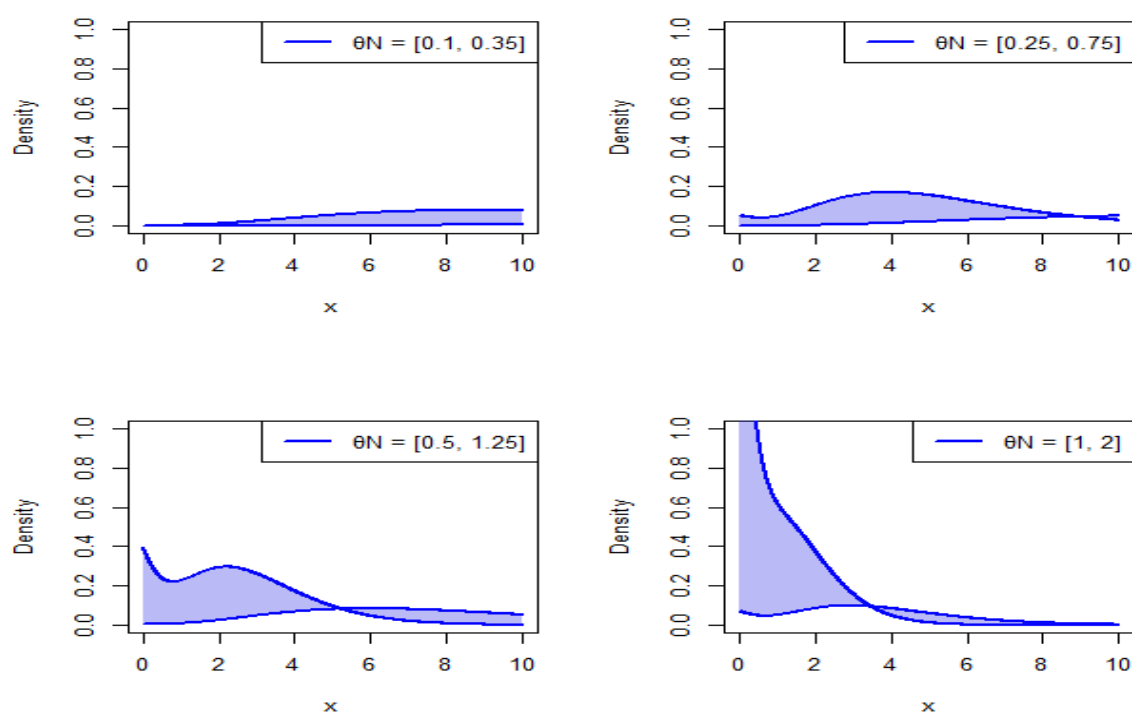 θN = [0.1, 0.35]
Density
0.0 0.2 0.4 0.6 0.8 1.0
0 2 4 6 8 10
x
θN = [0.25, 0.75]
Density
0.0 0.2 0.4 0.6 0.8 1.0
0 2 4 6 8 10
x
θN = [0.5, 1.25]
Density
0.0 0.2 0.4 0.6 0.8 1.0
0 2 4 6 8 10
x
θN = [1, 2]
Density
0.0 0.2 0.4 0.6 0.8 1.0
0 2 4 6 8 10
x